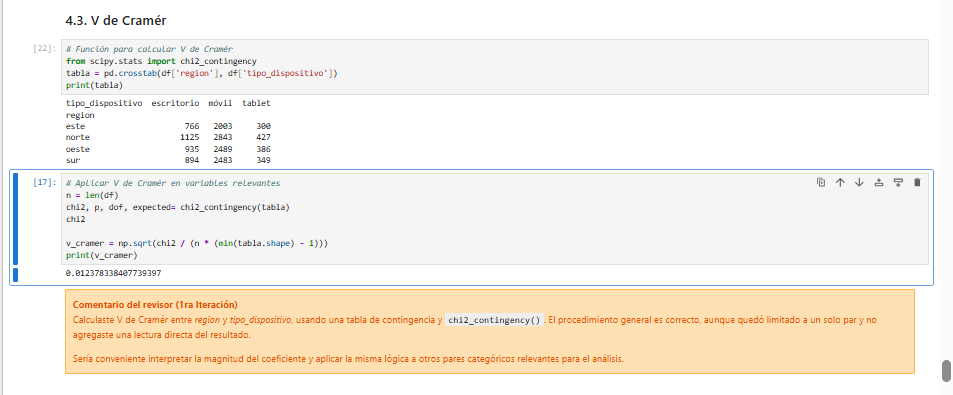 4.3. V de Cramér
[22]: # Función para calcular V de Cramér
from scipy.stats import chi2_contingency
tabla = pd.crosstab(df['region'], df['tipo_dispositivo'])
print(tabla)
tipo_dispositivo escritorio móvil tablet
region
este 766 2003 300
norte 1125 2843 427
oeste 935 2489 386
sur 894 2483 349
[17]: # Aplicar V de Cramér en variables relevantes
n = len(df)
chi2, p, dof, expected= chi2_contingency(tabla)
chi2
v_cramer = np.sqrt(chi2 / (n * (min(tabla.shape) - 1)))
print(v_cramer)
0.012378338407739397
Comentario del revisor (1ra Iteración)
Calculaste V de Cramér entre region y tipo_dispositivo, usando una tabla de contingencia y chi2_contingency() . El procedimiento general es correcto, aunque quedó limitado a un solo par y no
agregaste una lectura directa del resultado.
Sería conveniente interpretar la magnitud del coeficiente y aplicar la misma lógica a otros pares categóricos relevantes para el análisis.